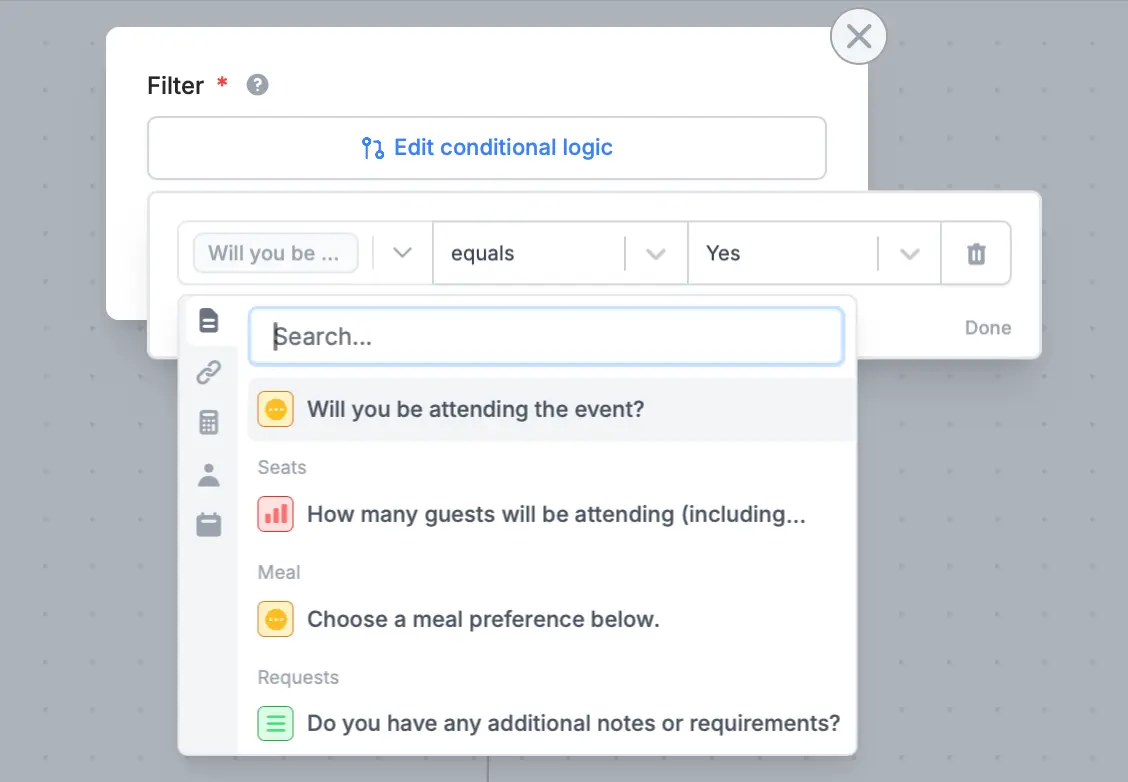 Filter * ?
Edit conditional logic
Will you be ... equals Yes
Done
Search...
Will you be attending the event?
Seats
How many guests will be attending (including...
Meal
Choose a meal preference below.
Requests
Do you have any additional notes or requirements?